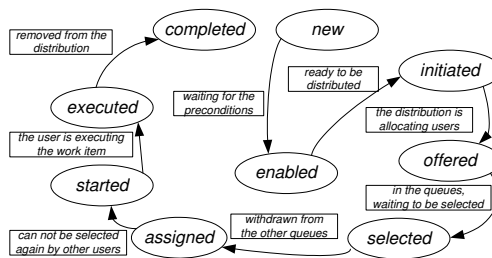 removed from the
distribution
completed
new
ready to be
distributed
initiated
executed
waiting for the
preconditions
the distribution is
allocating users
the user is executing
the work item
enabled
offered
started
in the queues,
waiting to be selected
can not be selected
again by other users
assigned
withdrawn from
the other queues
selected